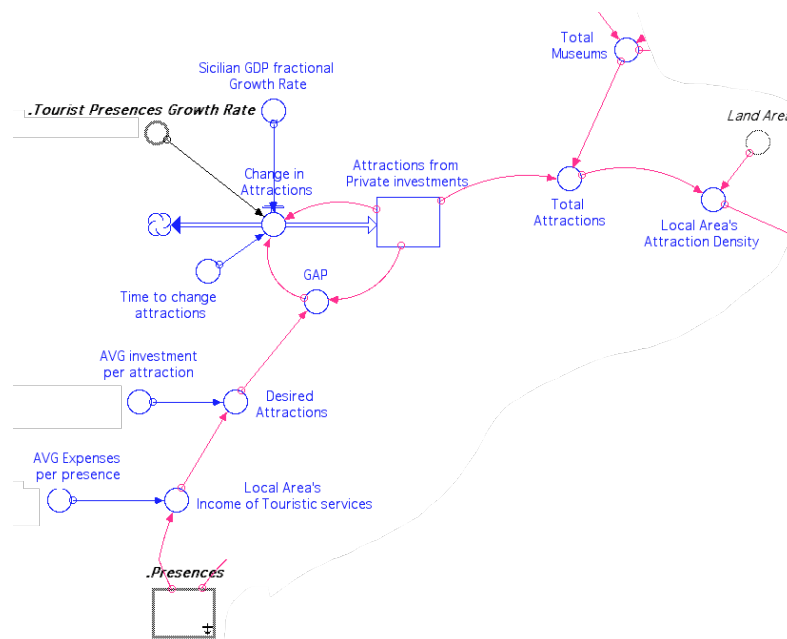 Total
Museums
Sicilian GDP fractional
Growth Rate
.Tourist Presences Growth Rate
Land Area
Change in
Attractions
Attractions from
Private investments
Total
Attractions
Local Area's
Attraction Density
GAP
Time to change
attractions
AVG investment
per attraction
Desired
Attractions
AVG Expenses
per presence
Local Area's
Income of Touristic services
.Presences